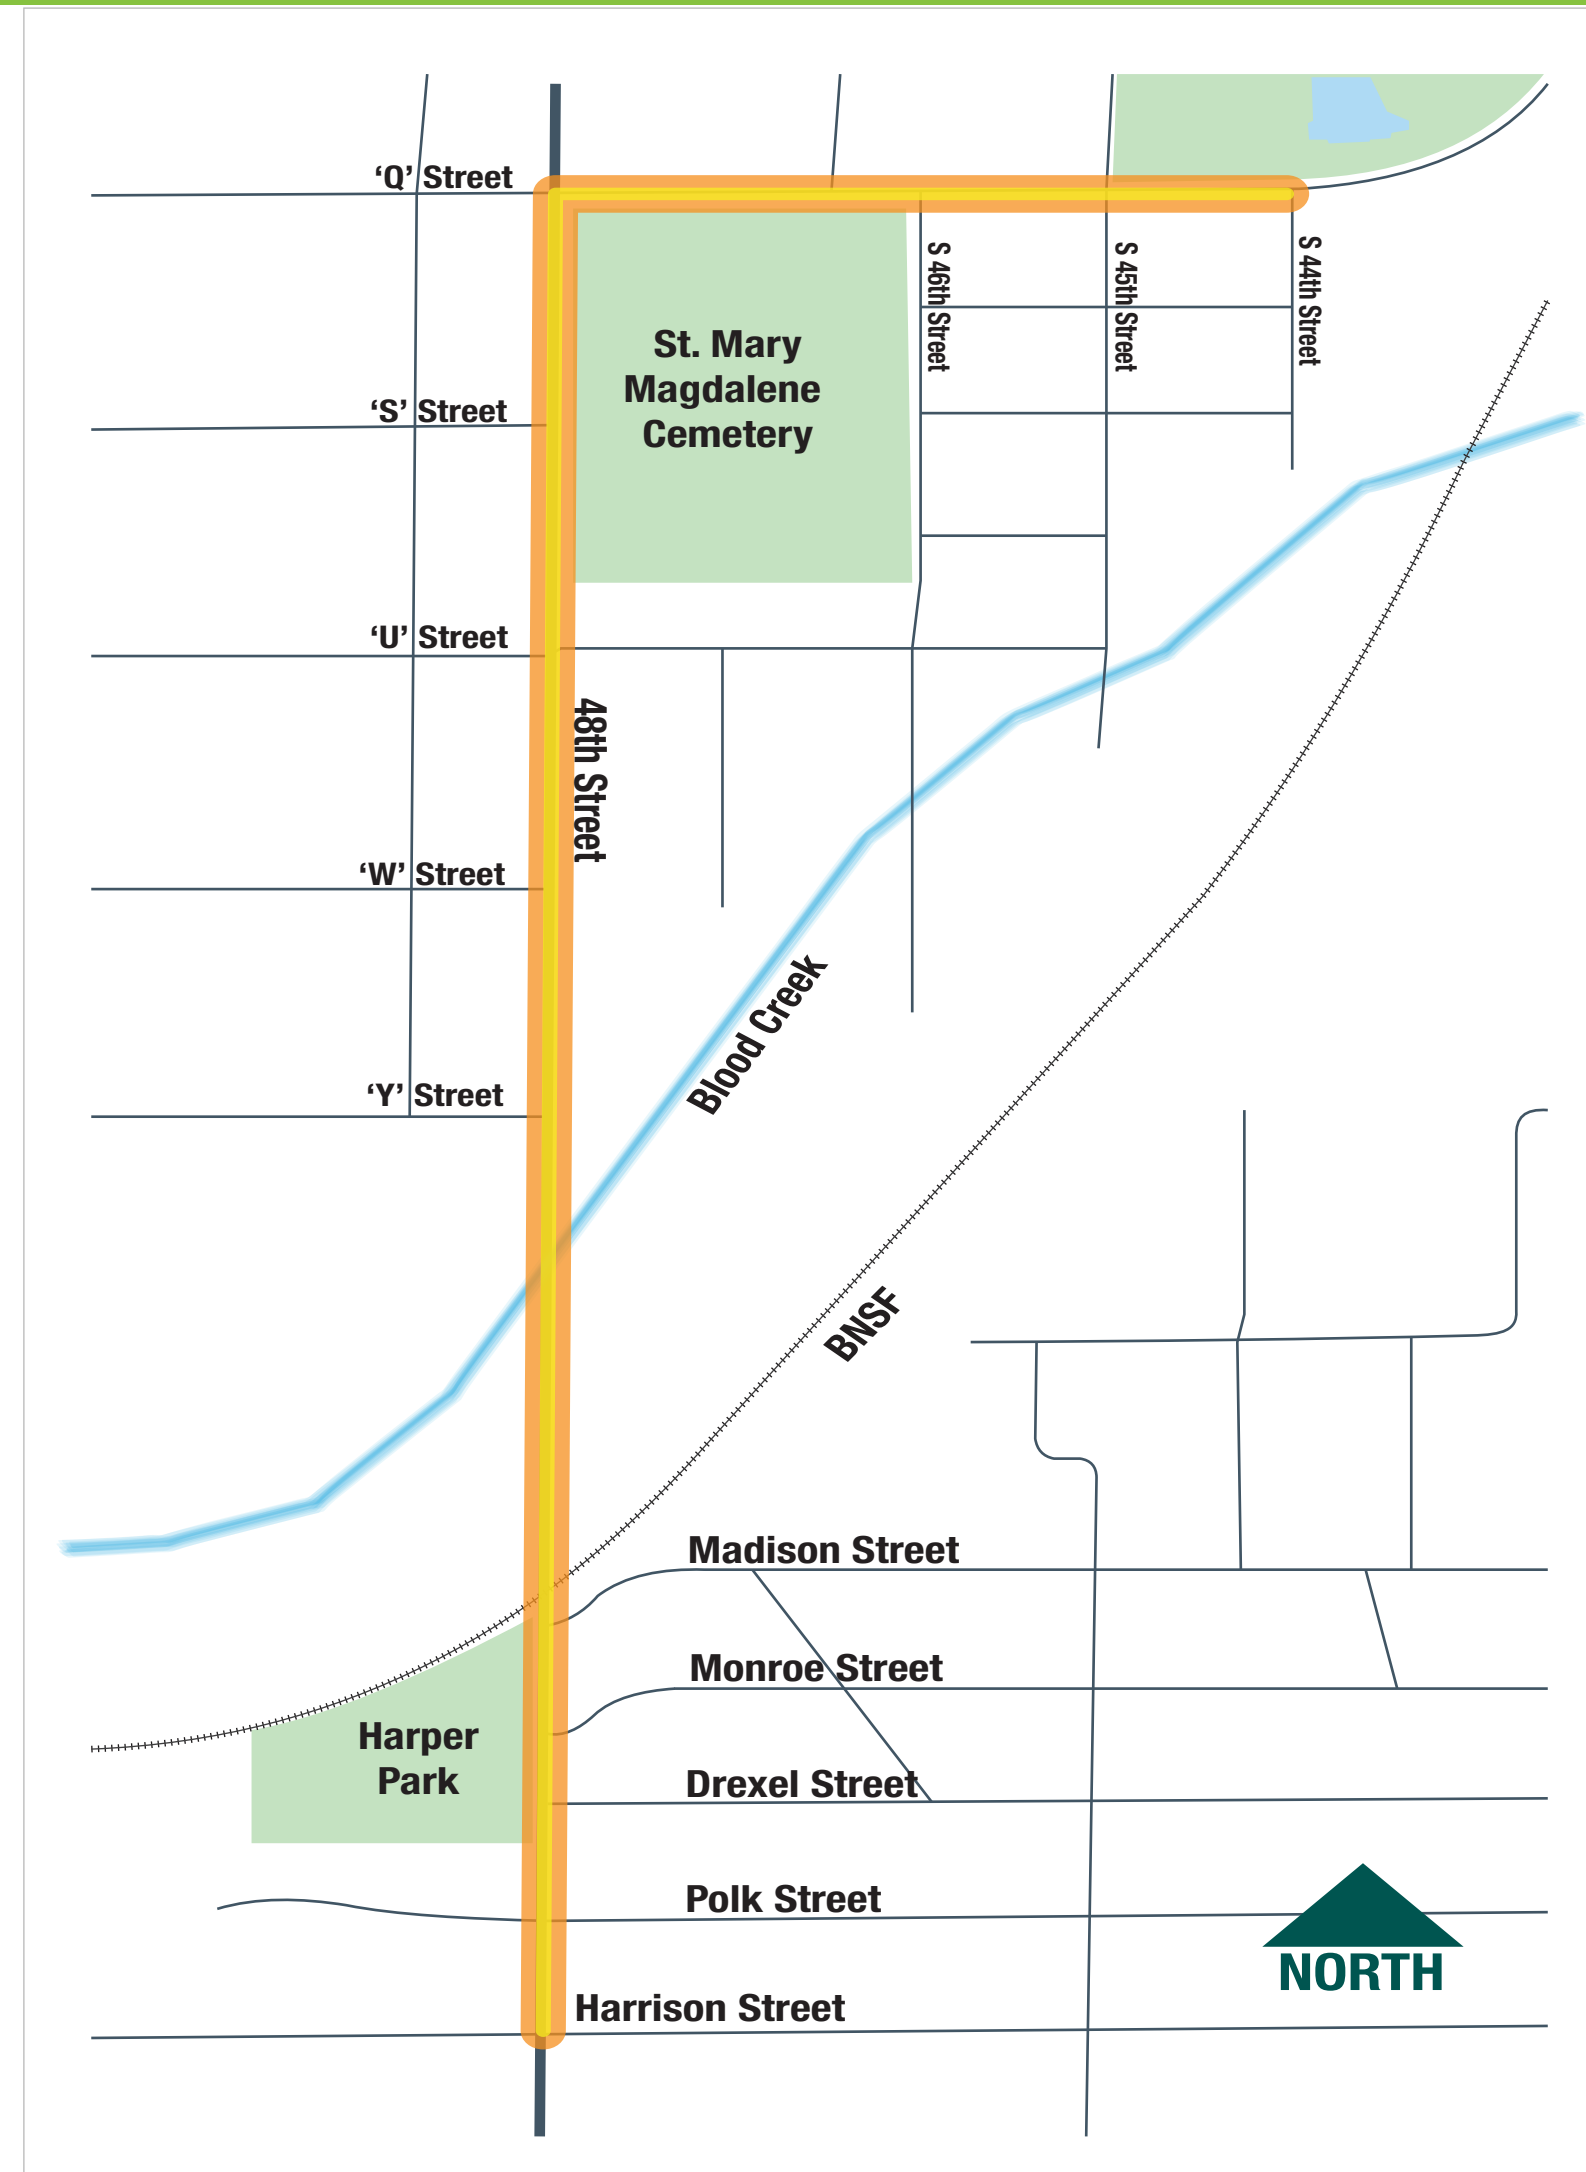 ‘Q’ Street
S 46th Street
S 45th Street
S 44th Street
St. Mary
Magdalene
Cemetery
‘S’ Street
‘U’ Street
48th Street
‘W’ Street
Blood Creek
‘Y’ Street
BNSF
Madison Street
Monroe Street
Harper
Park
Drexel Street
Polk Street
NORTH
Harrison Street